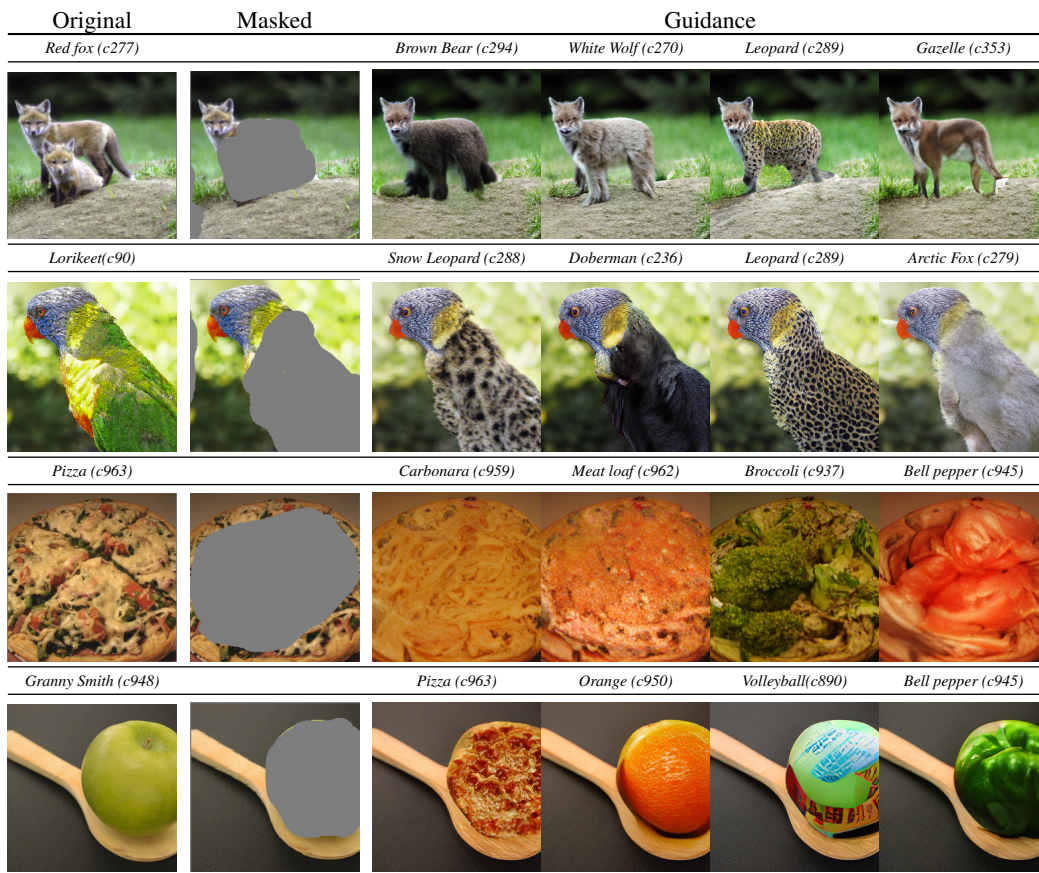 Original Masked Guidance
Red fox (c277) Brown Bear (c294) White Wolf (c270) Leopard (c289) Gazelle (c353)
Lorikeet(c90) Snow Leopard (c288) Doberman (c236) Leopard (c289) Arctic Fox (c279)
Pizza (c963) Carbonara (c959) Meat loaf (c962) Broccoli (c937) Bell pepper (c945)
Granny Smith (c948) Pizza (c963) Orange (c950) Volleyball(c890) Bell pepper (c945)